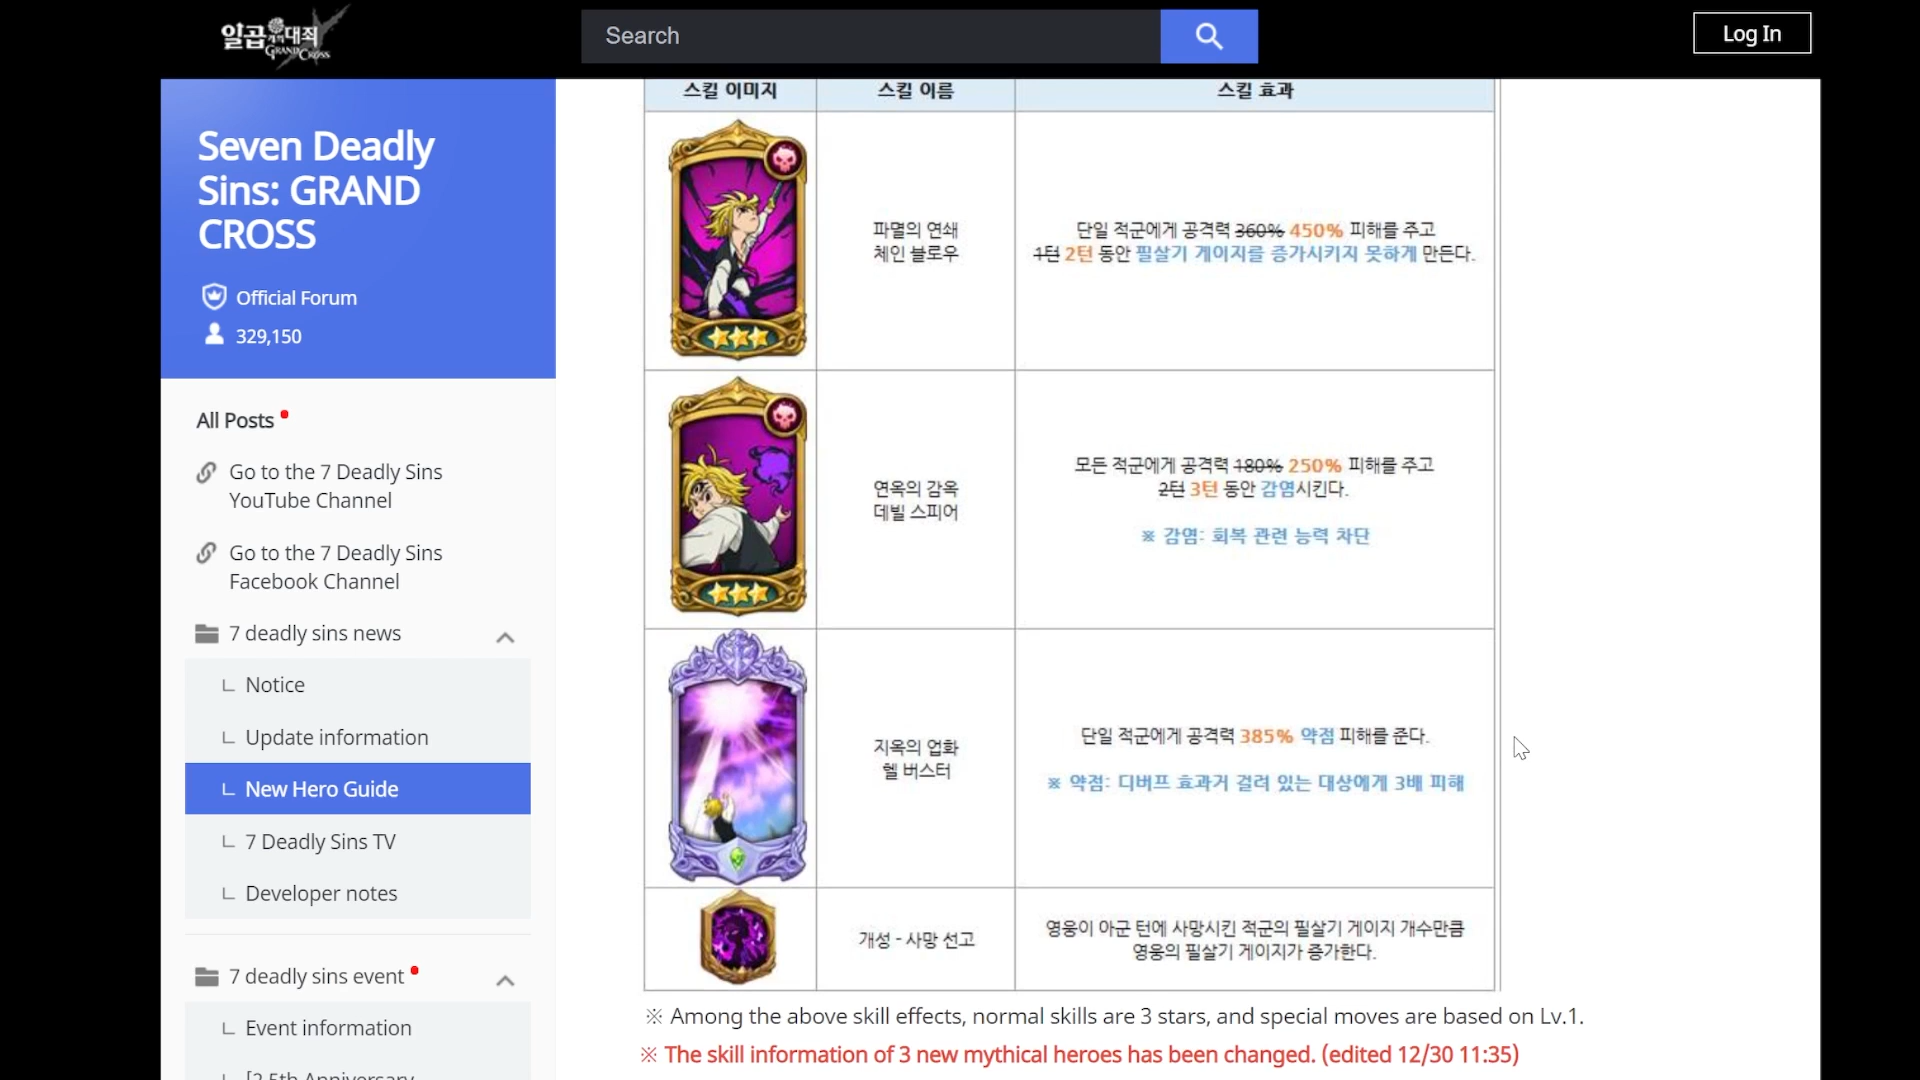 일곱개의대죄
GRAND CROSS
Search
Log In
Seven Deadly
Sins: GRAND
CROSS
Official Forum
329,150
All Posts
Go to the 7 Deadly Sins
YouTube Channel
Go to the 7 Deadly Sins
Facebook Channel
7 deadly sins news
Notice
Update information
New Hero Guide
7 Deadly Sins TV
Developer notes
7 deadly sins event
Event information
[2.5th Anniversary
스킬 이미지 스킬 이름 스킬 효과
파멸의 연쇄
체인 블로우
단일 적군에게 공격력 360% 450% 피해를 주고
1턴 2턴 동안 필살기 게이지를 증가시키지 못하게 만든다.
연옥의 감옥
데빌 스피어
모든 적군에게 공격력 180% 250% 피해를 주고
2턴 3턴 동안 감염시킨다.
※ 감염: 회복 관련 능력 차단
지옥의 업화
헬 버스터
단일 적군에게 공격력 385% 약점 피해를 준다.
※ 약점: 디버프 효과거 걸려 있는 대상에게 3배 피해
개성 - 사망 선고
영웅이 아군 턴에 사망시킨 적군의 필살기 게이지 개수만큼
영웅의 필살기 게이지가 증가한다.
※ Among the above skill effects, normal skills are 3 stars, and special moves are based on Lv.1.
※ The skill information of 3 new mythical heroes has been changed. (edited 12/30 11:35)